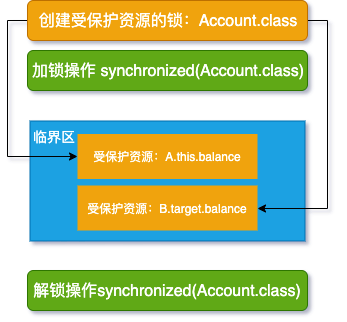 创建受保护资源的锁：Account.class
加锁操作 synchronized(Account.class)
临界区
受保护资源：A.this.balance
受保护资源：B.target.balance
解锁操作synchronized(Account.class)